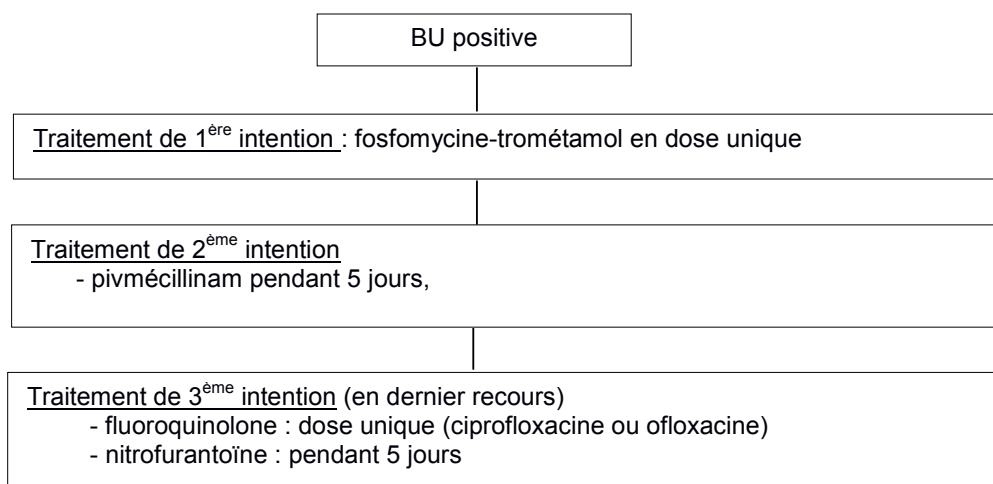 BU positive
Traitement de 1ère intention : fosfomycine-trométamol en dose unique
Traitement de 2ème intention
- pivmécillinam pendant 5 jours,
Traitement de 3ème intention (en dernier recours)
- fluoroquinolone : dose unique (ciprofloxacine ou ofloxacine)
- nitrofurantoïne : pendant 5 jours